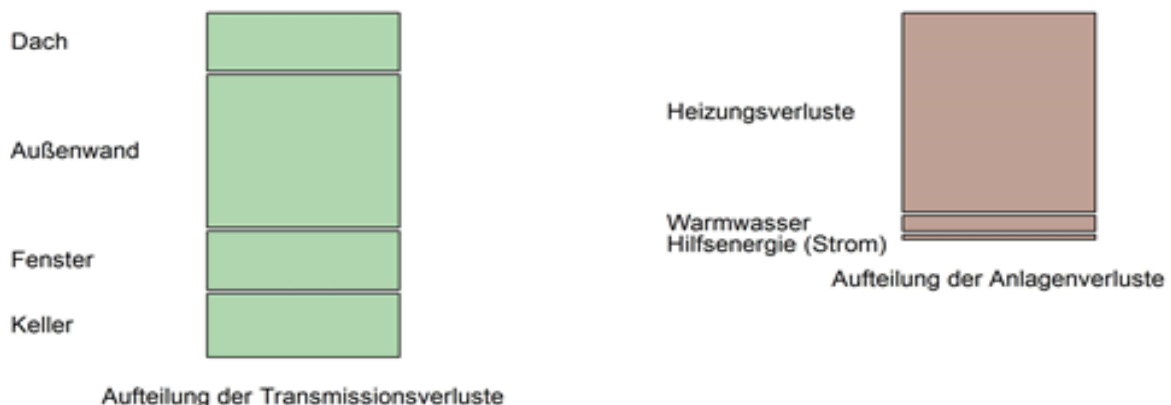 Dach
Außenwand
Fenster
Keller
Aufteilung der Transmissionsverluste
Heizungsverluste
Warmwasser
Hilfsenergie (Strom)
Aufteilung der Anlagenverluste